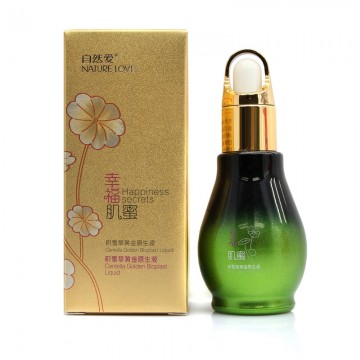 自然爱®
NATURE LOVE
幸福
Happiness
secrets
肌蜜
积雪草黄金原生液
Centella Golden Bioplast
Liquid
积雪草黄金原生液
Centella Golden Bioplast
Liquid
肌蜜